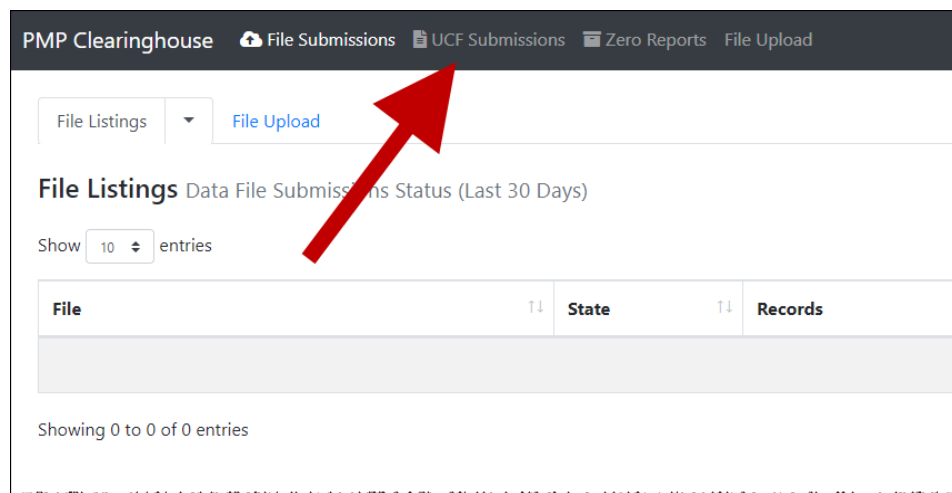 PMP Clearinghouse File Submissions UCF Submissions Zero Reports File Upload
File Listings File Upload
File Listings Data File Submissions Status (Last 30 Days)
Show 10 entries
File State Records
Showing 0 to 0 of 0 entries